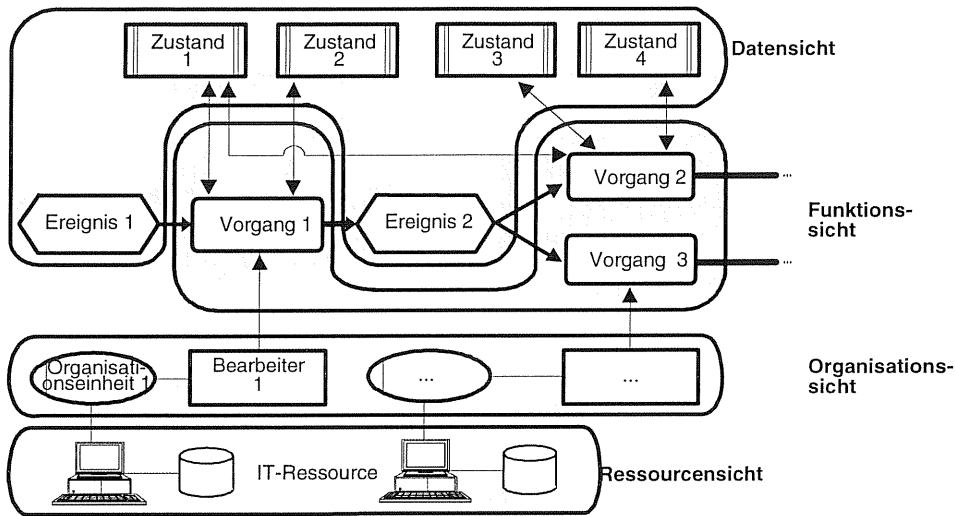 Zustand
1
Zustand
2
Zustand
3
Zustand
4
Datensicht
Ereignis 1
Vorgang 1
Ereignis 2
Vorgang 2
...
Funktions-
sicht
Vorgang 3
...
Organisati-
onseinheit 1
Bearbeiter
1
...
...
Organisations-
sicht
IT-Ressource
Ressourcensicht